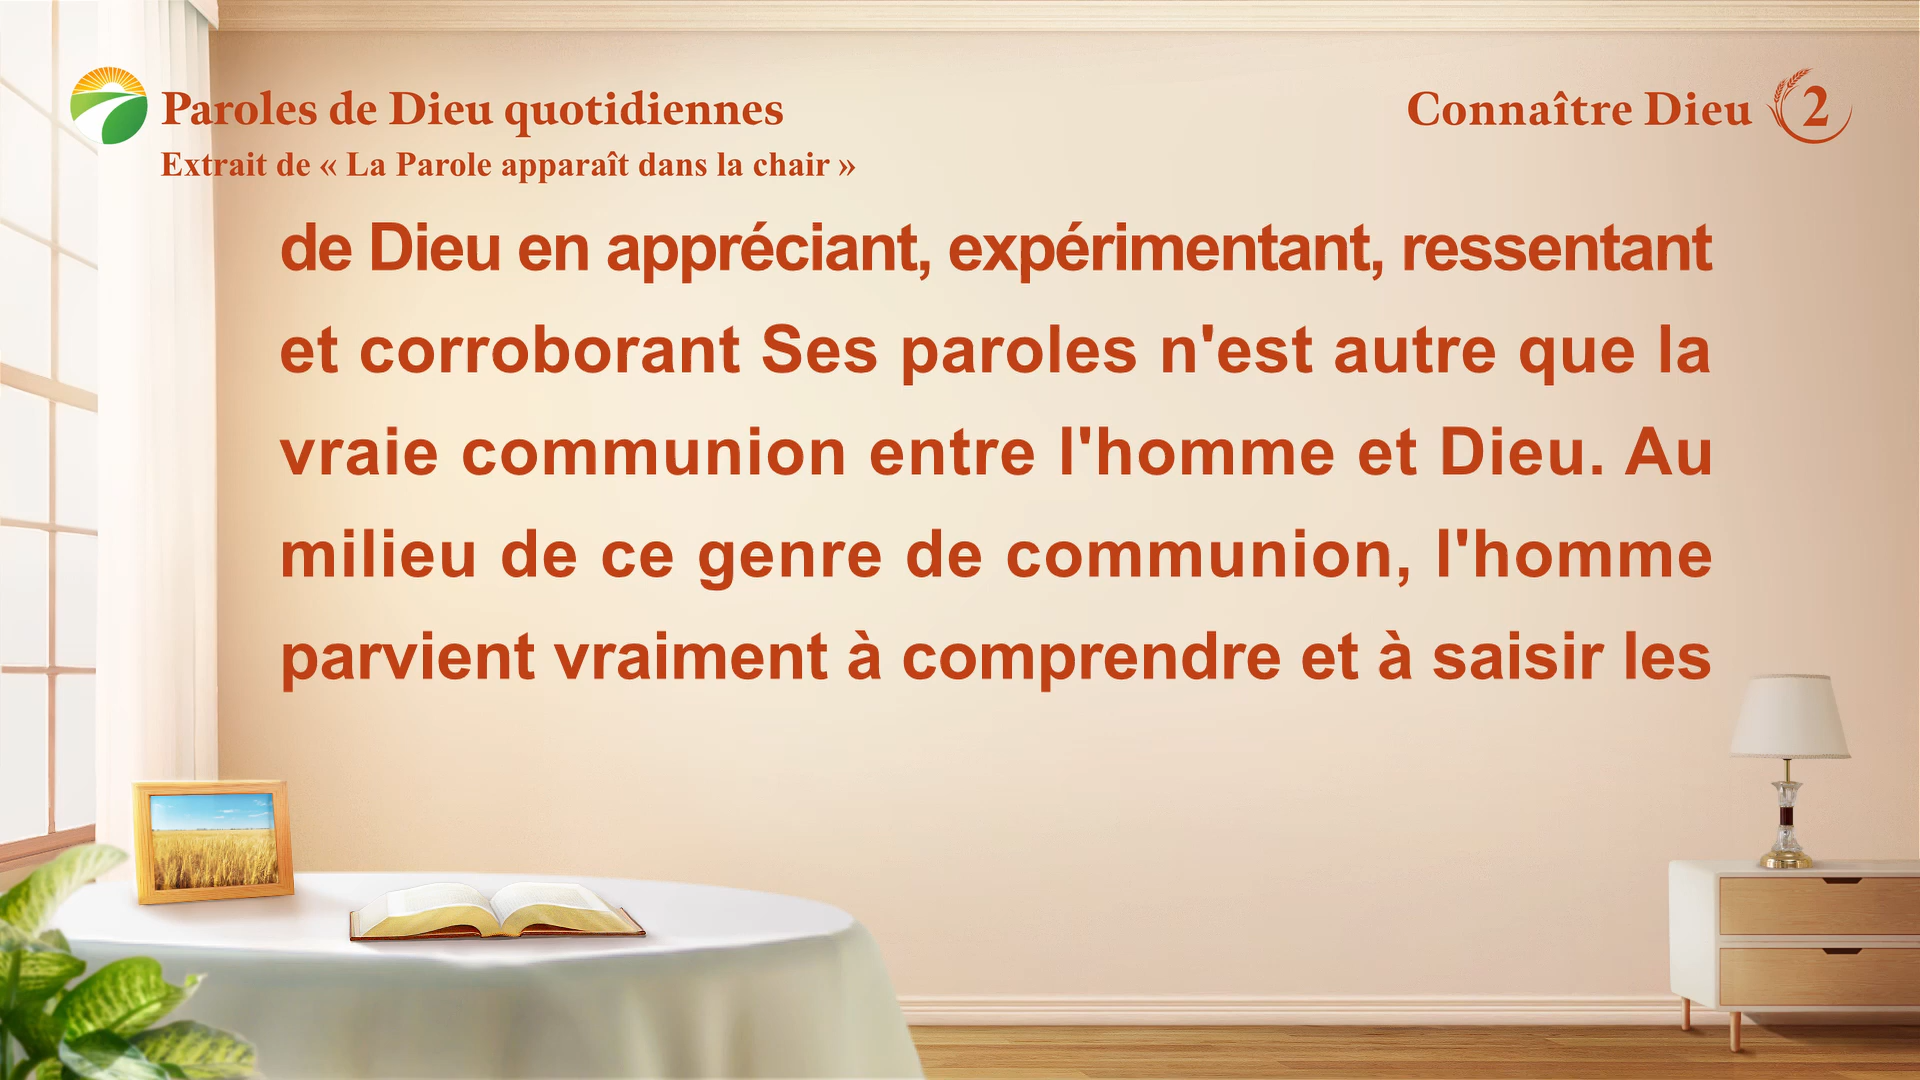 Paroles de Dieu quotidiennes
Extrait de « La Parole apparaît dans la chair »
Connaître Dieu 2
de Dieu en appréciant, expérimentant, ressentant
et corroborant Ses paroles n'est autre que la
vraie communion entre l'homme et Dieu. Au
milieu de ce genre de communion, l'homme
parvient vraiment à comprendre et à saisir les